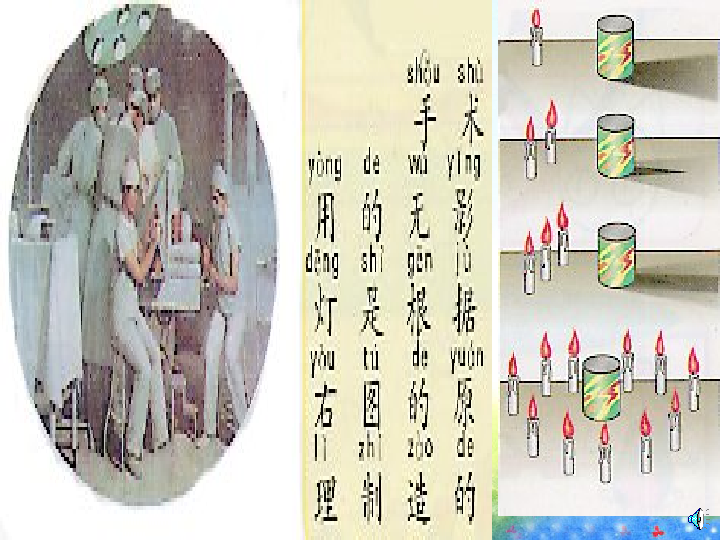 shǒu shù
手 术
yòng de wú yǐng
用 的 无 影
dēng shì gēn jù
灯 是 根 据
yòu tú de yuán
右 图 的 原
lǐ zhì zào de
理 制 造 的